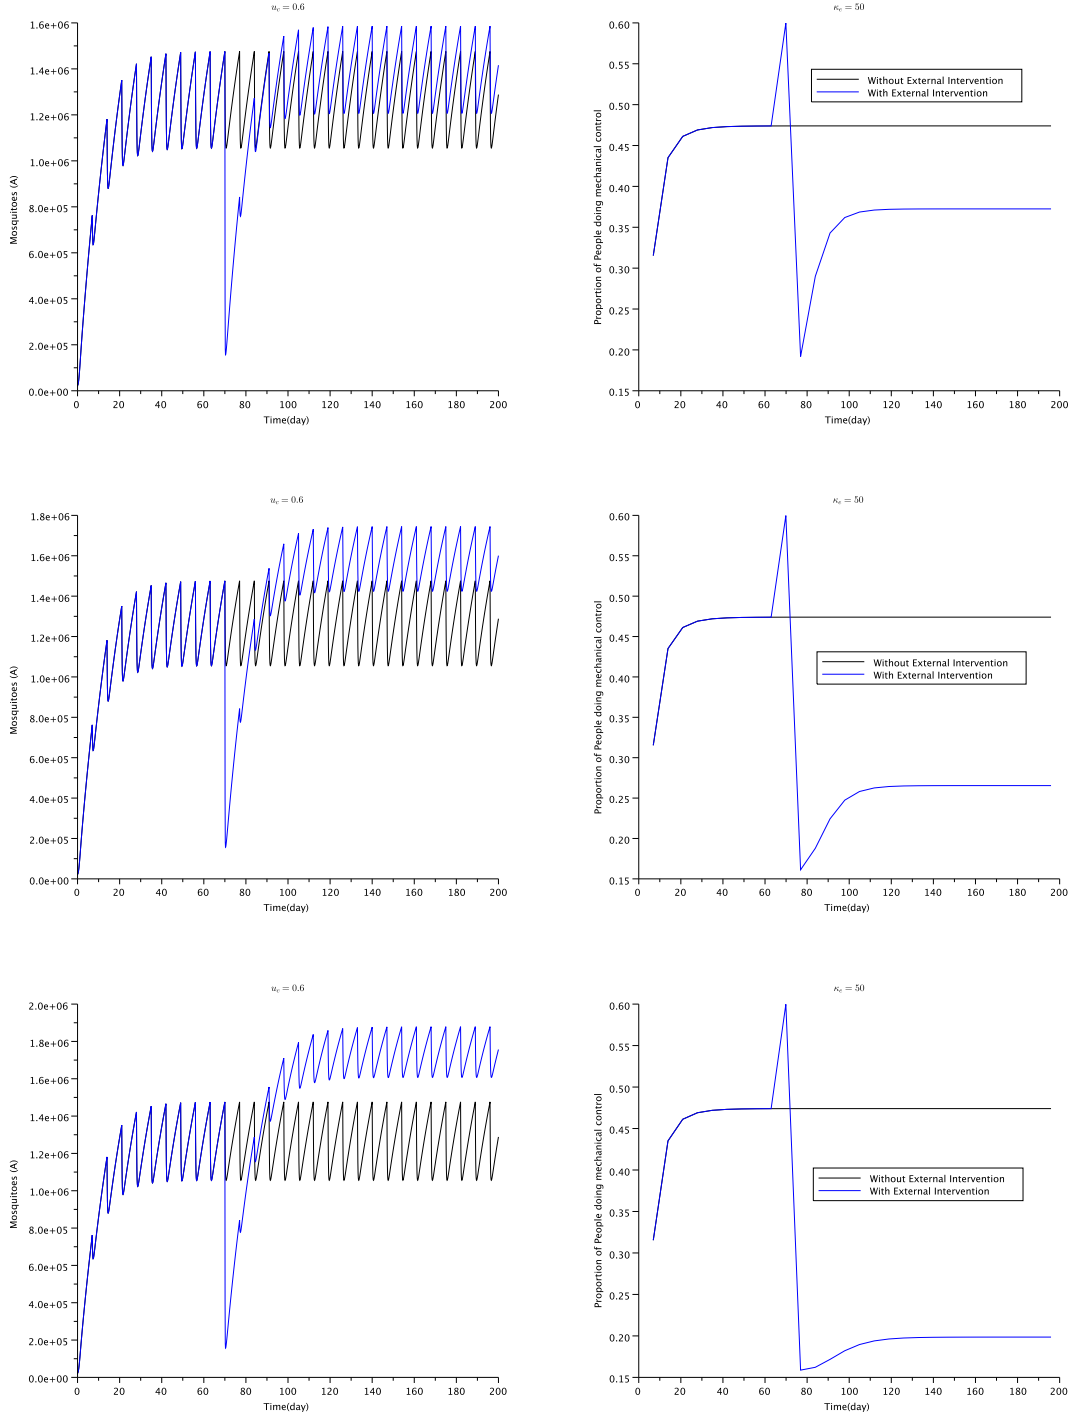 u_c = 0.6
Mosquitoes (A)
1.6e+06
1.4e+06
1.2e+06
1.0e+06
8.0e+05
6.0e+05
4.0e+05
2.0e+05
0.0e+00
0 20 40 60 80 100 120 140 160 180 200
Time(day)
κ_e = 50
Proportion of People doing mechanical control
0.60
0.55
0.50
0.45
0.40
0.35
0.30
0.25
0.20
0.15
Without External Intervention
With External Intervention
0 20 40 60 80 100 120 140 160 180 200
Time(day)
u_c = 0.6
Mosquitoes (A)
1.8e+06
1.6e+06
1.4e+06
1.2e+06
1.0e+06
8.0e+05
6.0e+05
4.0e+05
2.0e+05
0.0e+00
0 20 40 60 80 100 120 140 160 180 200
Time(day)
κ_e = 50
Proportion of People doing mechanical control
0.60
0.55
0.50
0.45
0.40
0.35
0.30
0.25
0.20
0.15
Without External Intervention
With External Intervention
0 20 40 60 80 100 120 140 160 180 200
Time(day)
u_c = 0.6
Mosquitoes (A)
2.0e+06
1.8e+06
1.6e+06
1.4e+06
1.2e+06
1.0e+06
8.0e+05
6.0e+05
4.0e+05
2.0e+05
0.0e+00
0 20 40 60 80 100 120 140 160 180 200
Time(day)
κ_e = 50
Proportion of People doing mechanical control
0.60
0.55
0.50
0.45
0.40
0.35
0.30
0.25
0.20
0.15
Without External Intervention
With External Intervention
0 20 40 60 80 100 120 140 160 180 200
Time(day)